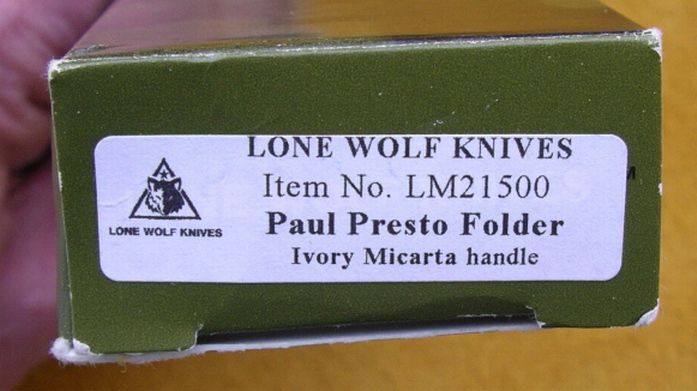 LONE WOLF KNIVES
Item No. LM21500
Paul Presto Folder
Ivory Micarta handle
LONE WOLF KNIVES